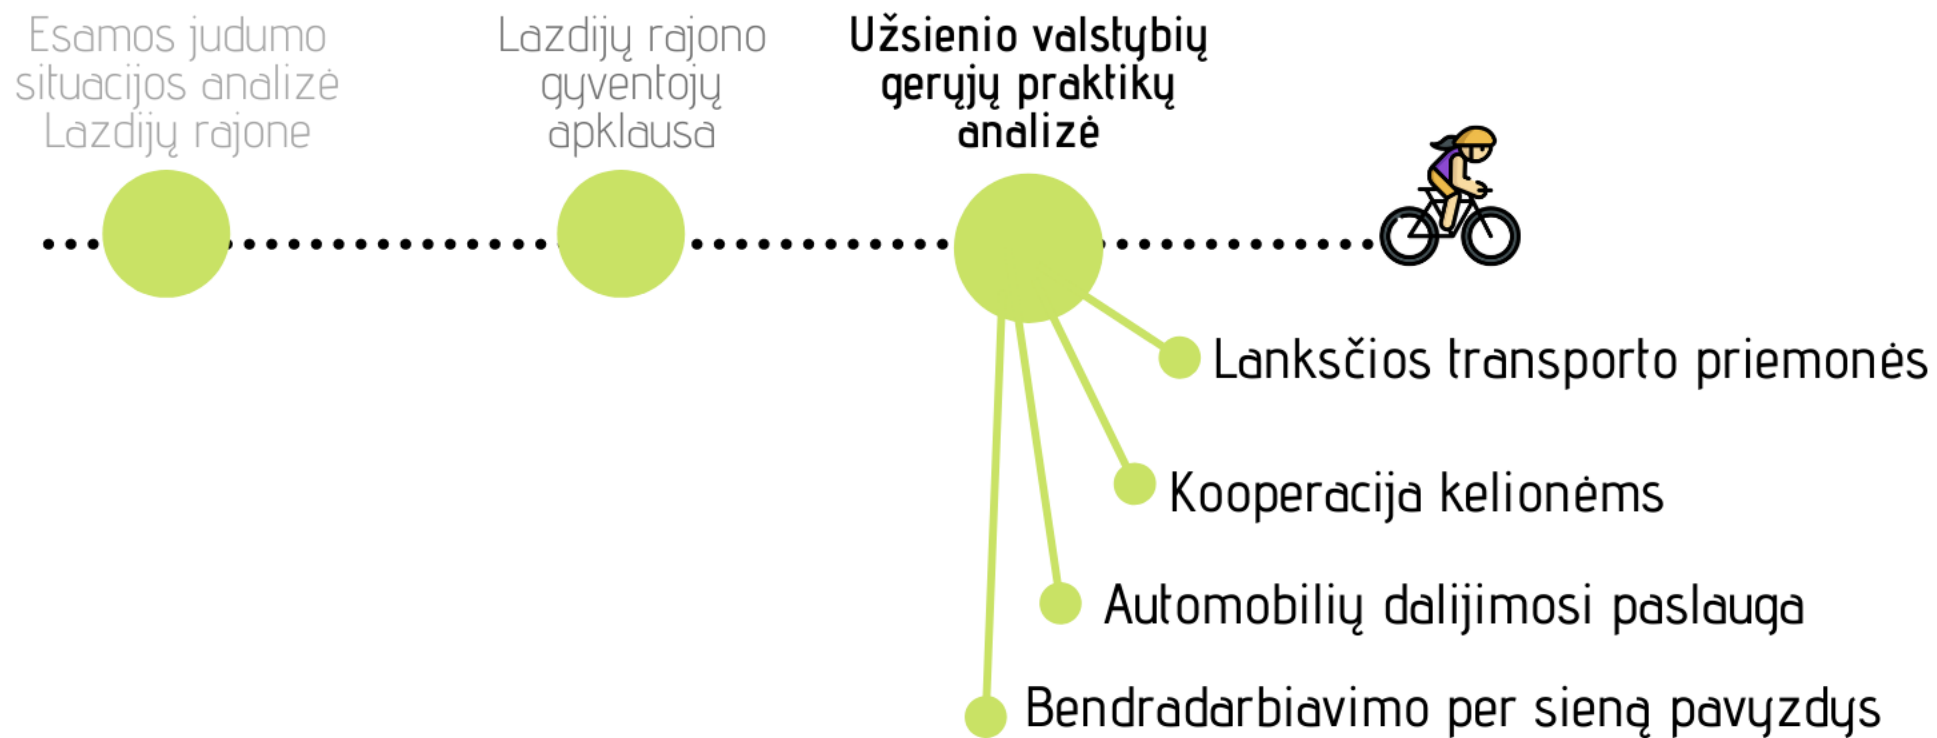 Esamos judumo
situacijos analizė
Lazdijų rajone
Lazdijų rajono
gyventojų
apklausa
Užsienio valstybių
gerųjų praktikų
analizė
Lanksčios transporto priemonės
Kooperacija kelionėms
Automobilių dalijimosi paslauga
Bendradarbiavimo per sieną pavyzdys